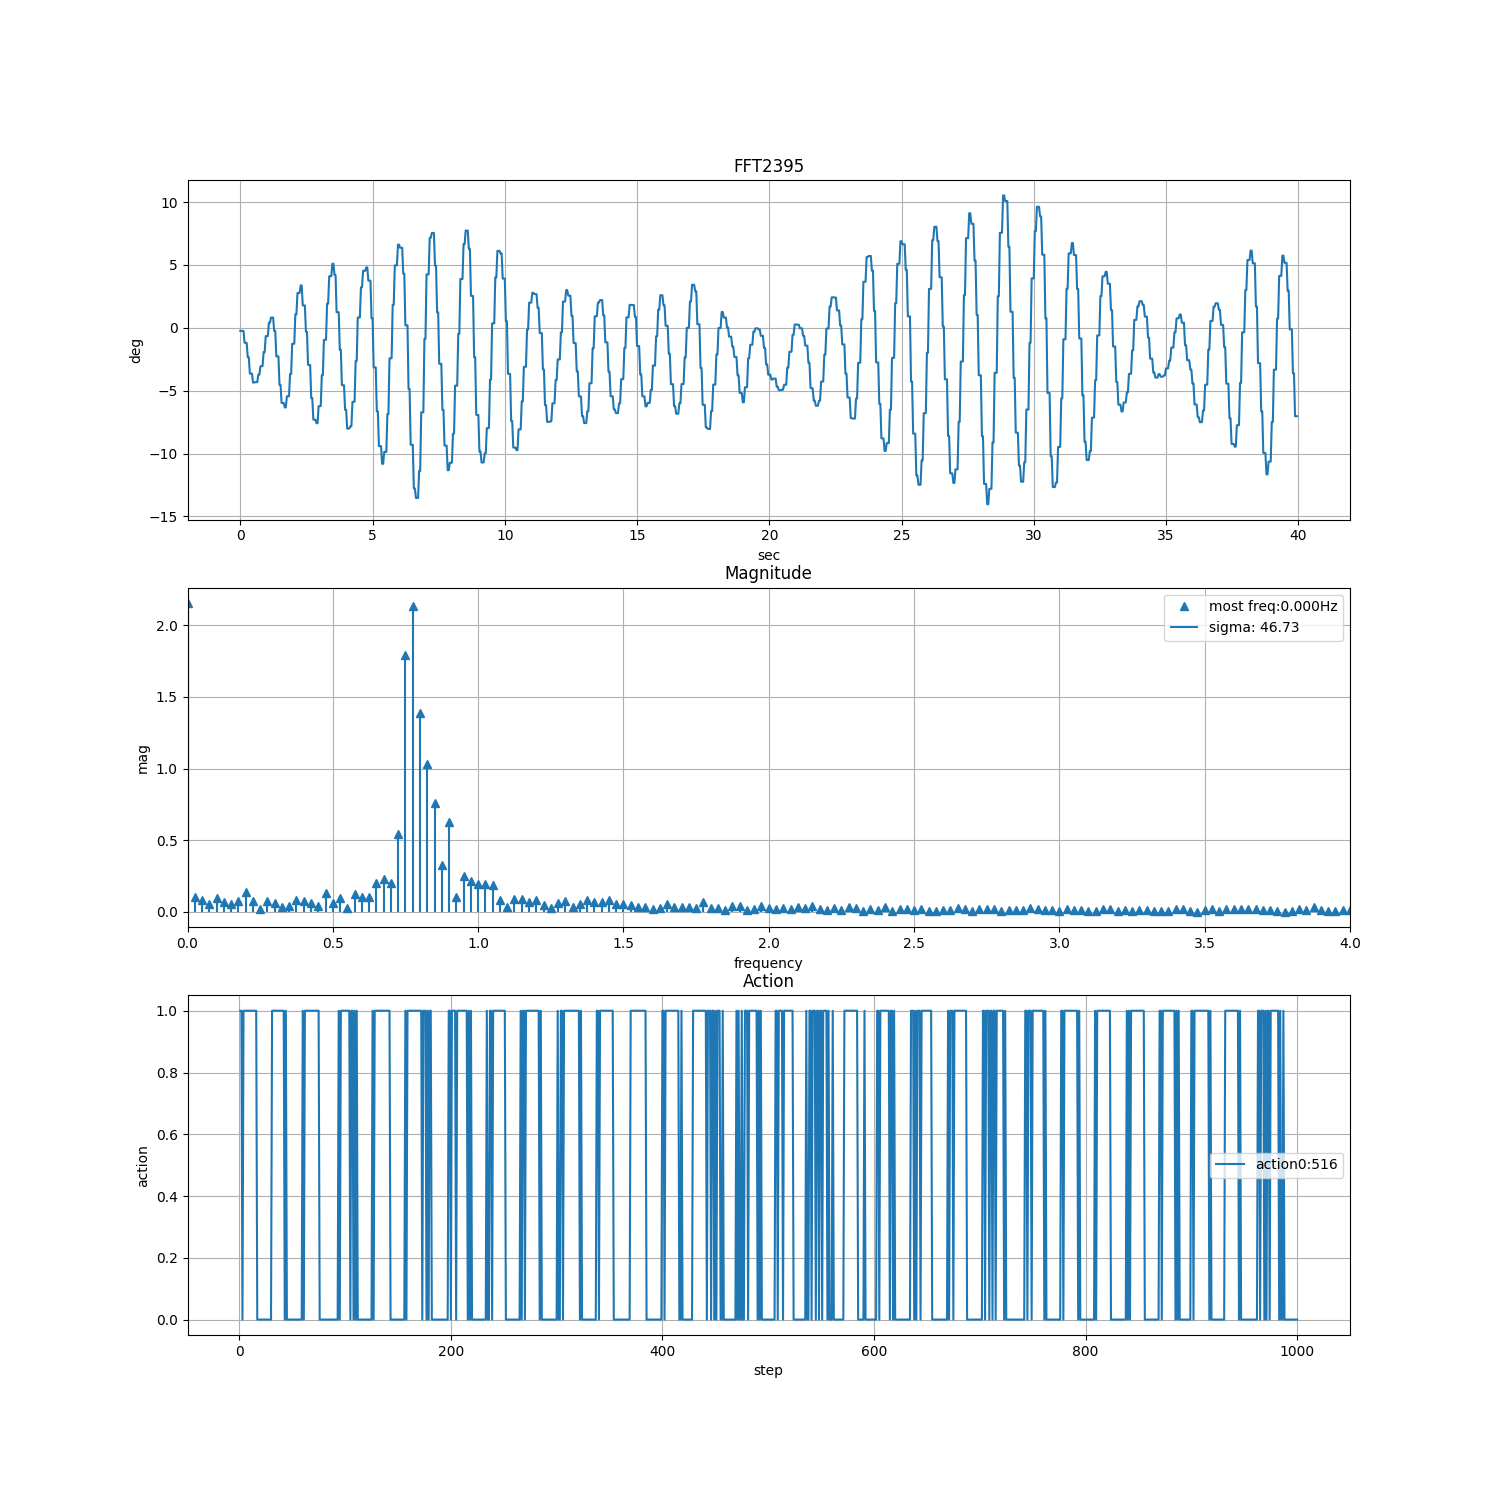 FFT2395
10
5
0
−5
−10
−15
deg
0 5 10 15 20 25 30 35 40
sec
Magnitude
most freq:0.000Hz
sigma: 46.73
2.0
1.5
1.0
0.5
0.0
mag
0.0 0.5 1.0 1.5 2.0 2.5 3.0 3.5 4.0
frequency
Action
1.0
0.8
0.6
0.4
0.2
0.0
action
action0:516
0 200 400 600 800 1000
step